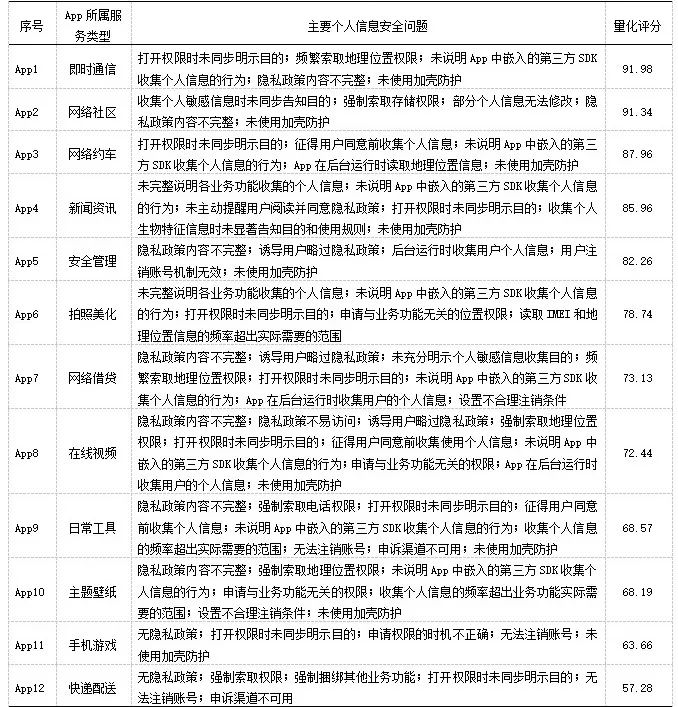 序号
App 所属服
务类型
主要个人信息安全问题
量化评分
App1
即时通信
打开权限时未同步明示目的；频繁索取地理位置权限；未说明 App 中嵌入的第三方 SDK
收集个人信息的行为；隐私政策内容不完整；未使用加壳防护
91.98
App2
网络社区
收集个人敏感信息时未同步告知目的；强制索取存储权限；部分个人信息无法修改；隐
私政策内容不完整；未使用加壳防护
91.34
App3
网络约车
打开权限时未同步明示目的；征得用户同意前收集个人信息；未说明 App 中嵌入的第三
方 SDK 收集个人信息的行为；App 在后台运行时读取地理位置信息；未使用加壳防护
87.96
App4
新闻资讯
未完整说明各业务功能收集的个人信息；未说明 App 中嵌入的第三方 SDK 收集个人信息
的行为；未主动提醒用户阅读并同意隐私政策；打开权限时未同步明示目的；收集个人
生物特征信息时未显著告知目的和使用规则；未使用加壳防护
85.96
App5
安全管理
隐私政策内容不完整；诱导用户略过隐私政策；后台运行时收集用户个人信息；用户注
销账号机制无效；未使用加壳防护
82.26
App6
拍照美化
未完整说明各业务功能收集的个人信息；未说明 App 中嵌入的第三方 SDK 收集个人信息
的行为；打开权限时未同步明示目的；申请与业务功能无关的位置权限；读取 IMEI 和地
理位置信息的频率超出实际需要的范围
78.74
App7
网络借贷
隐私政策内容不完整；诱导用户略过隐私政策；未充分明示个人敏感信息收集目的；频
繁索取地理位置权限；打开权限时未同步明示目的；未说明 App 中嵌入的第三方 SDK 收
集个人信息的行为；App 在后台运行时收集用户的个人信息；设置不合理注销条件
73.13
App8
在线视频
隐私政策内容不完整；隐私政策不易访问；诱导用户略过隐私政策；强制索取地理位置
权限；打开权限时未同步明示目的；征得用户同意前收集使用个人信息；未说明 App 中
嵌入的第三方 SDK 收集个人信息的行为；申请与业务功能无关的权限；App 在后台运行时
收集用户的个人信息；未使用加壳防护
72.44
App9
日常工具
隐私政策内容不完整；强制索取电话权限；打开权限时未同步明示目的；征得用户同意
前收集个人信息；未说明 App 中嵌入的第三方 SDK 收集个人信息的行为；收集个人信息
的频率超出实际需要的范围；无法注销账号；申诉渠道不可用；未使用加壳防护
68.57
App10
主题壁纸
隐私政策内容不完整；强制索取地理位置权限；未说明 App 中嵌入的第三方 SDK 收集个
人信息的行为；申请与业务功能无关的权限；收集个人信息的频率超出业务功能实际需
要的范围；设置不合理注销条件；未使用加壳防护
68.19
App11
手机游戏
无隐私政策；打开权限时未同步明示目的；申请权限的时机不正确；无法注销账号；未
使用加壳防护
63.66
App12
快递配送
无隐私政策；强制索取权限；强制捆绑其他业务功能；打开权限时未同步明示目的；无
法注销账号；申诉渠道不可用
57.28